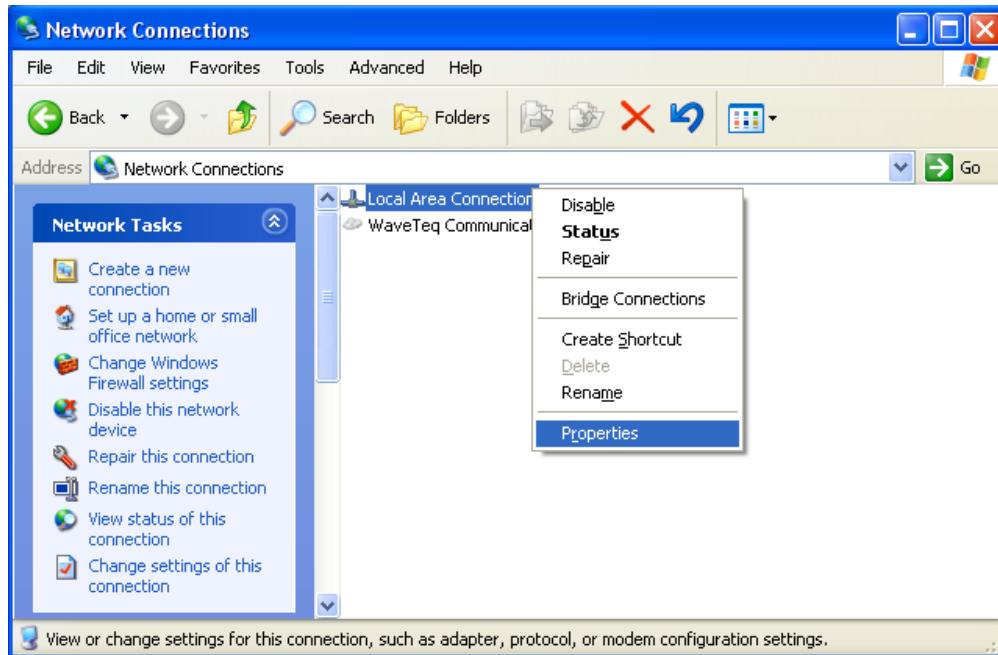 Network Connections
File Edit View Favorites Tools Advanced Help
Back Search Folders
Address Network Connections Go
Network Tasks
Create a new
connection
Set up a home or small
office network
Change Windows
Firewall settings
Disable this network
device
Repair this connection
Rename this connection
View status of this
connection
Change settings of this
connection
Local Area Connection
WaveTeq Communicat
Disable
Status
Repair
Bridge Connections
Create Shortcut
Delete
Rename
Properties
View or change settings for this connection, such as adapter, protocol, or modem configuration settings.